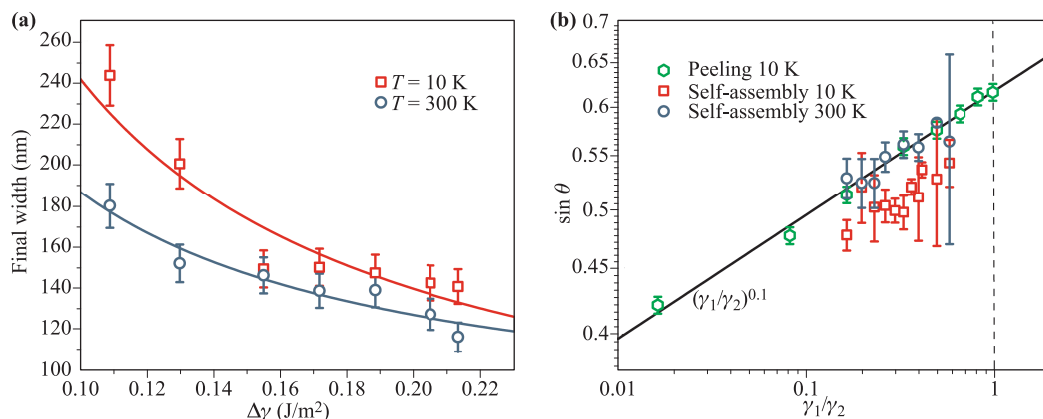 (a)
260
240
220
200
180
160
140
120
100
0.10
0.12
0.14
0.16
0.18
0.20
0.22
Final width (nm)
Δγ (J/m²)
T = 10 K
T = 300 K
(b)
0.7
0.65
0.6
0.55
0.5
0.45
0.4
0.01
0.1
1
sin θ
γ₁/γ₂
Peeling 10 K
Self-assembly 10 K
Self-assembly 300 K
(γ₁/γ₂)^0.1